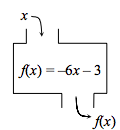 x
f(x) = –6x – 3
f(x)